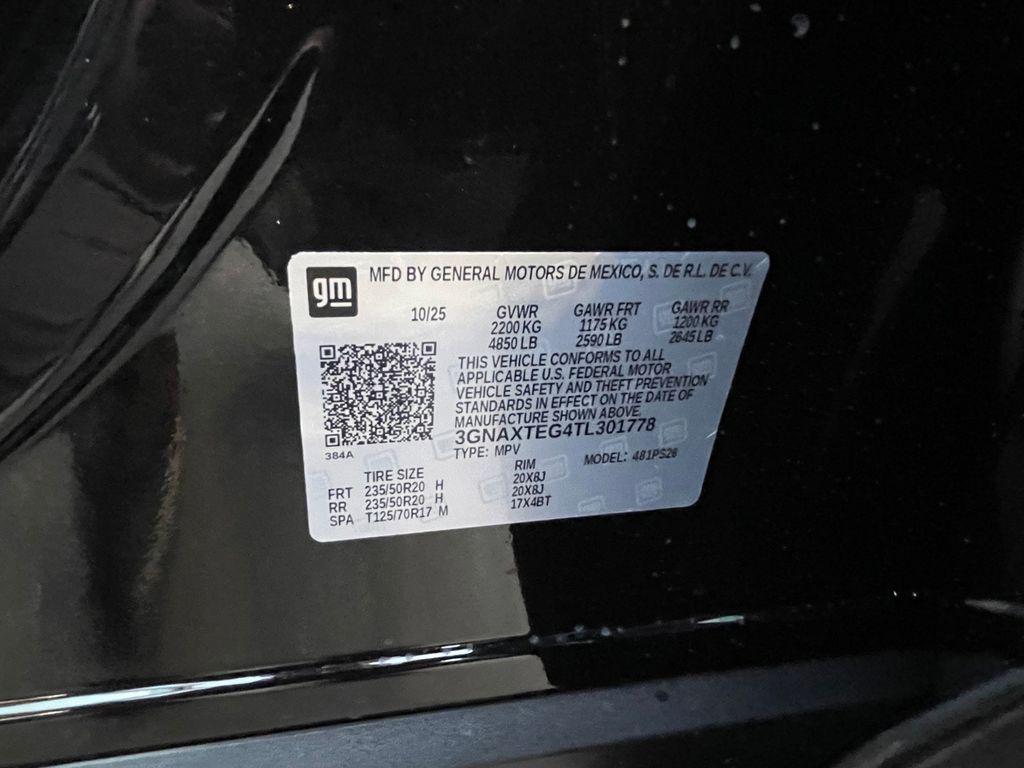 gm
MFD BY GENERAL MOTORS DE MEXICO, S. DE R.L. DE C.V.
10/25 GVWR GAWR FRT GAWR RR
2200 KG 1175 KG 1200 KG
4850 LB 2590 LB 2645 LB
THIS VEHICLE CONFORMS TO ALL
APPLICABLE U.S. FEDERAL MOTOR
VEHICLE SAFETY AND THEFT PREVENTION
STANDARDS IN EFFECT ON THE DATE OF
MANUFACTURE SHOWN ABOVE.
3GNAXTEG4TL301778
384A
TYPE: MPV MODEL: 481PS26
TIRE SIZE RIM
FRT 235/50R20 H 20X8J
RR 235/50R20 H 20X8J
SPA T125/70R17 M 17X4BT